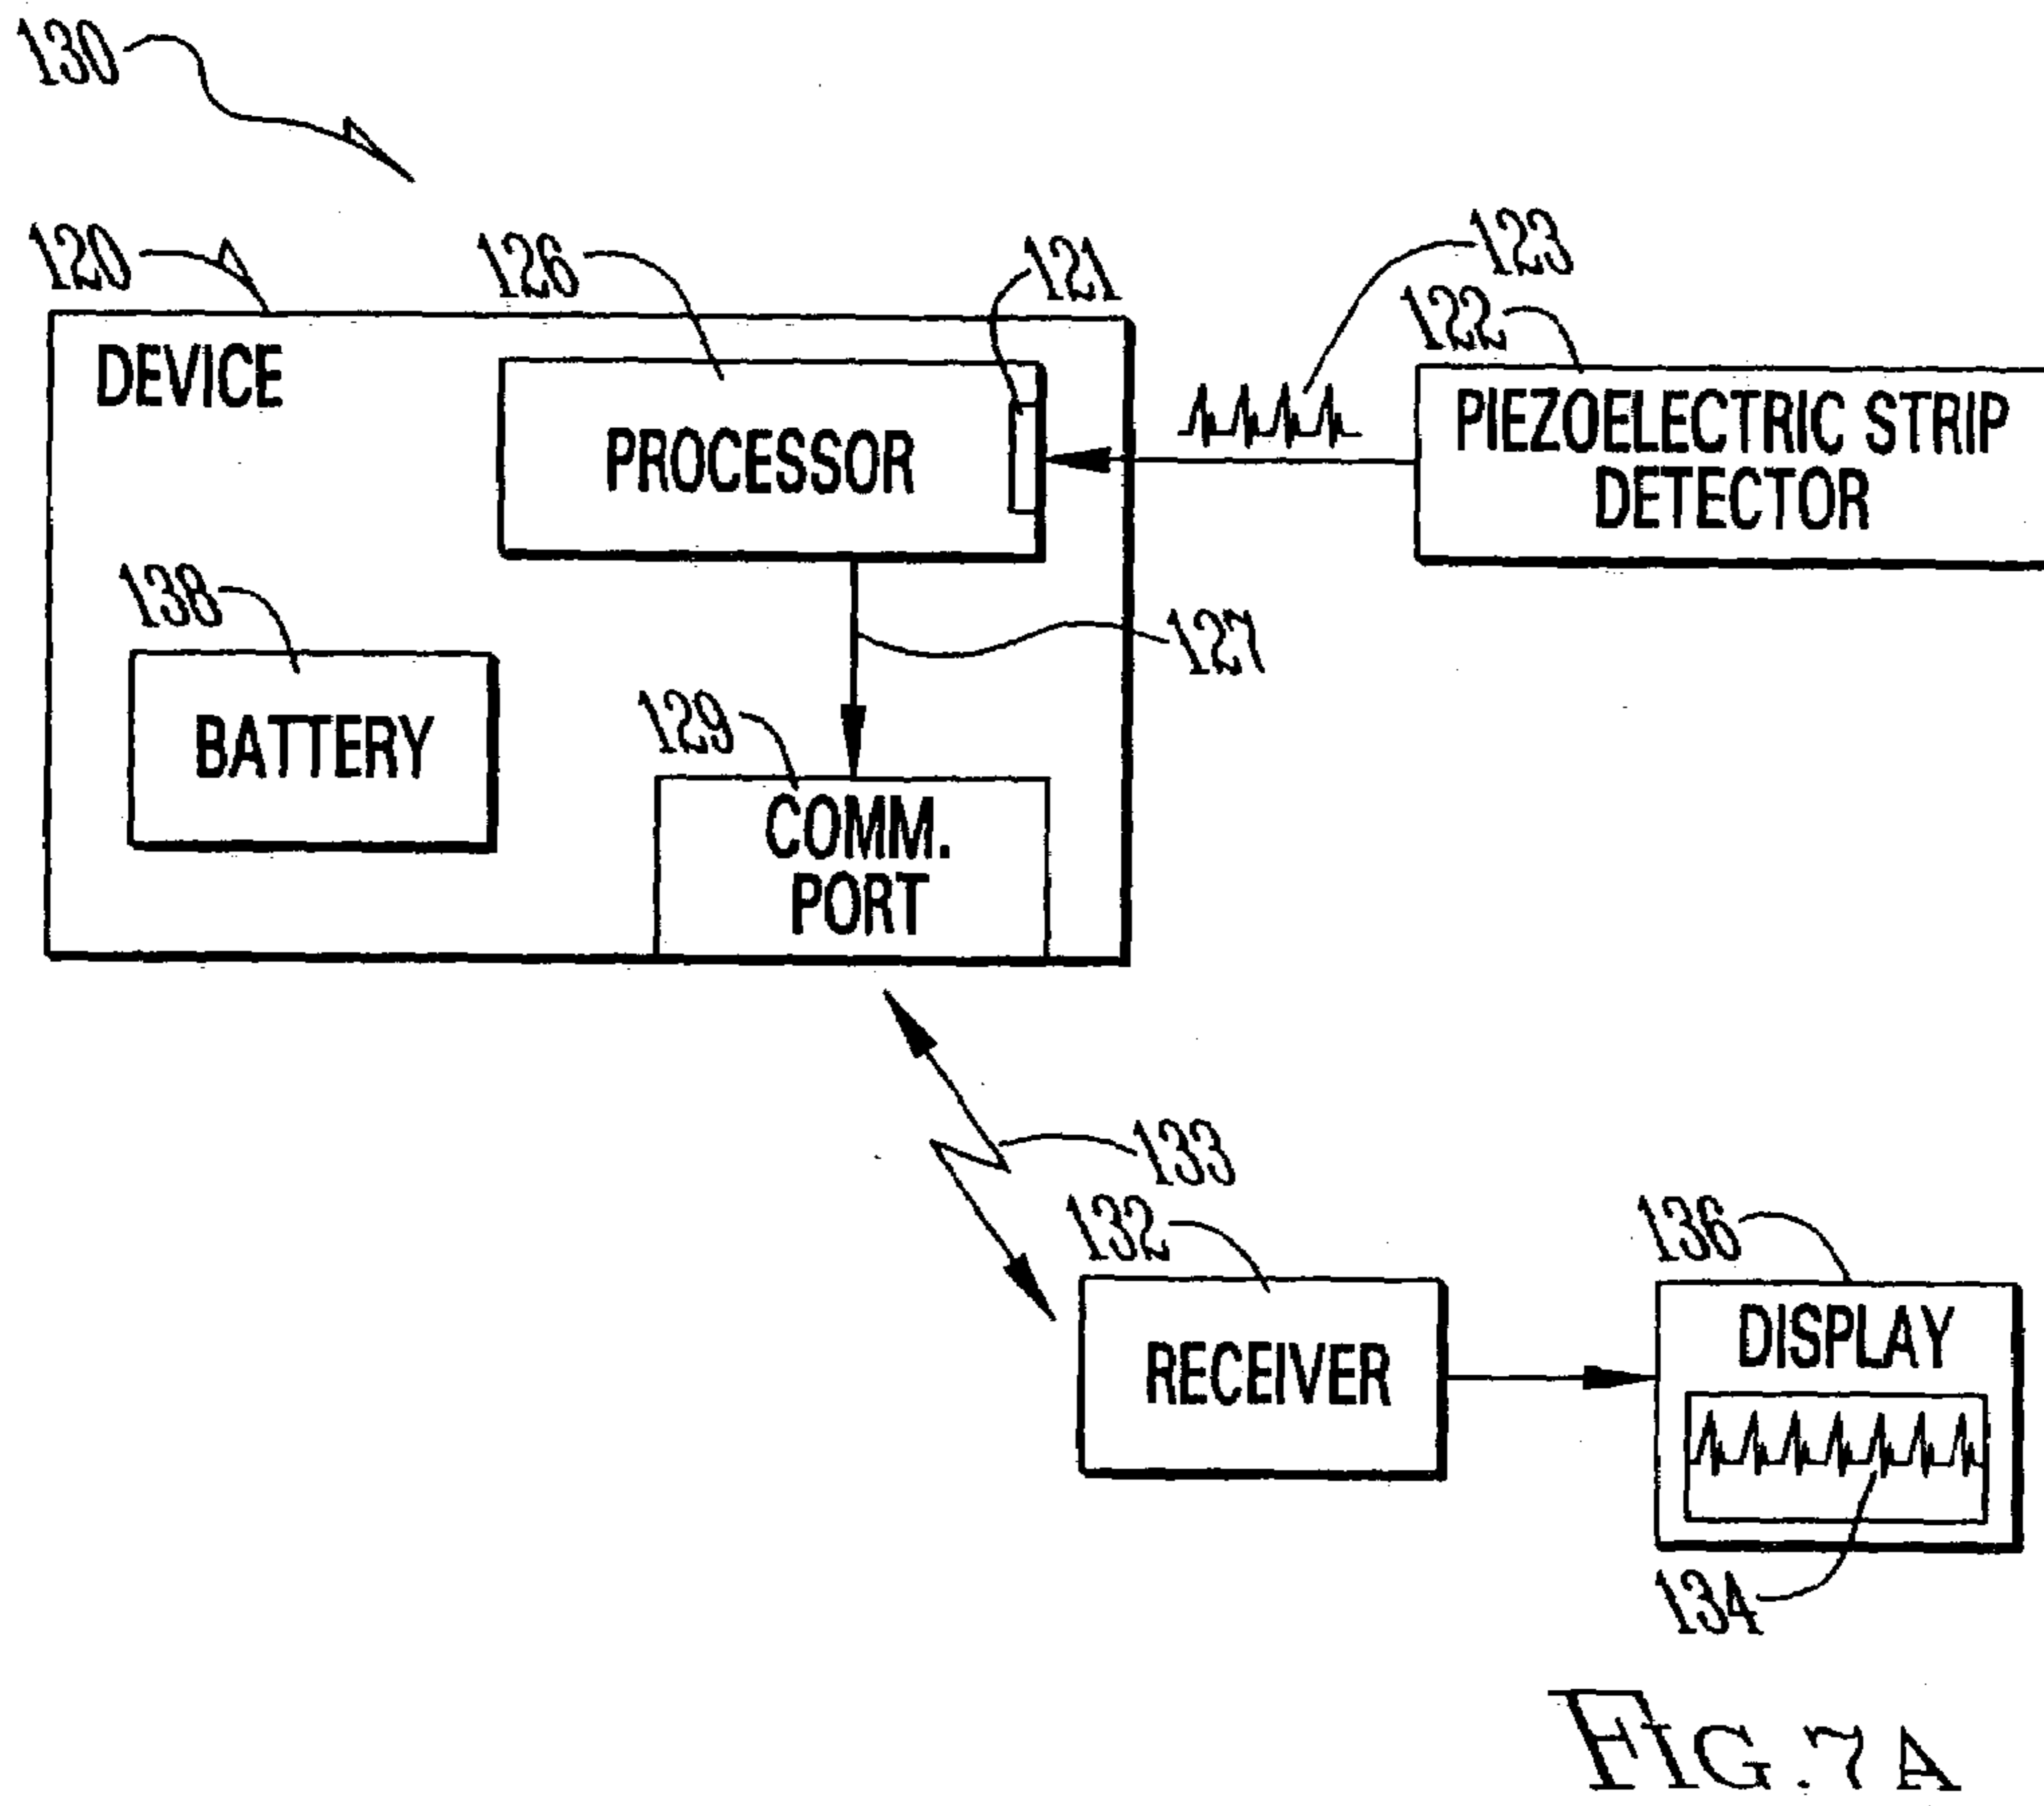 130
120
126
121
123
122
DEVICE
PROCESSOR
PIEZOELECTRIC STRIP
DETECTOR
138
127
BATTERY
129
COMM.
PORT
133
132
136
RECEIVER
DISPLAY
134
FIG. 7A